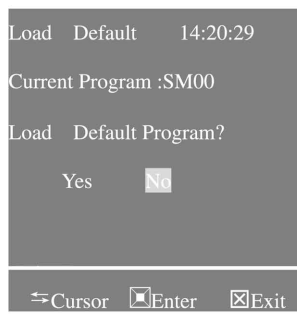 Load Default 14:20:29
Current Program :SM00
Load Default Program?
Yes No
⇆Cursor Enter Exit